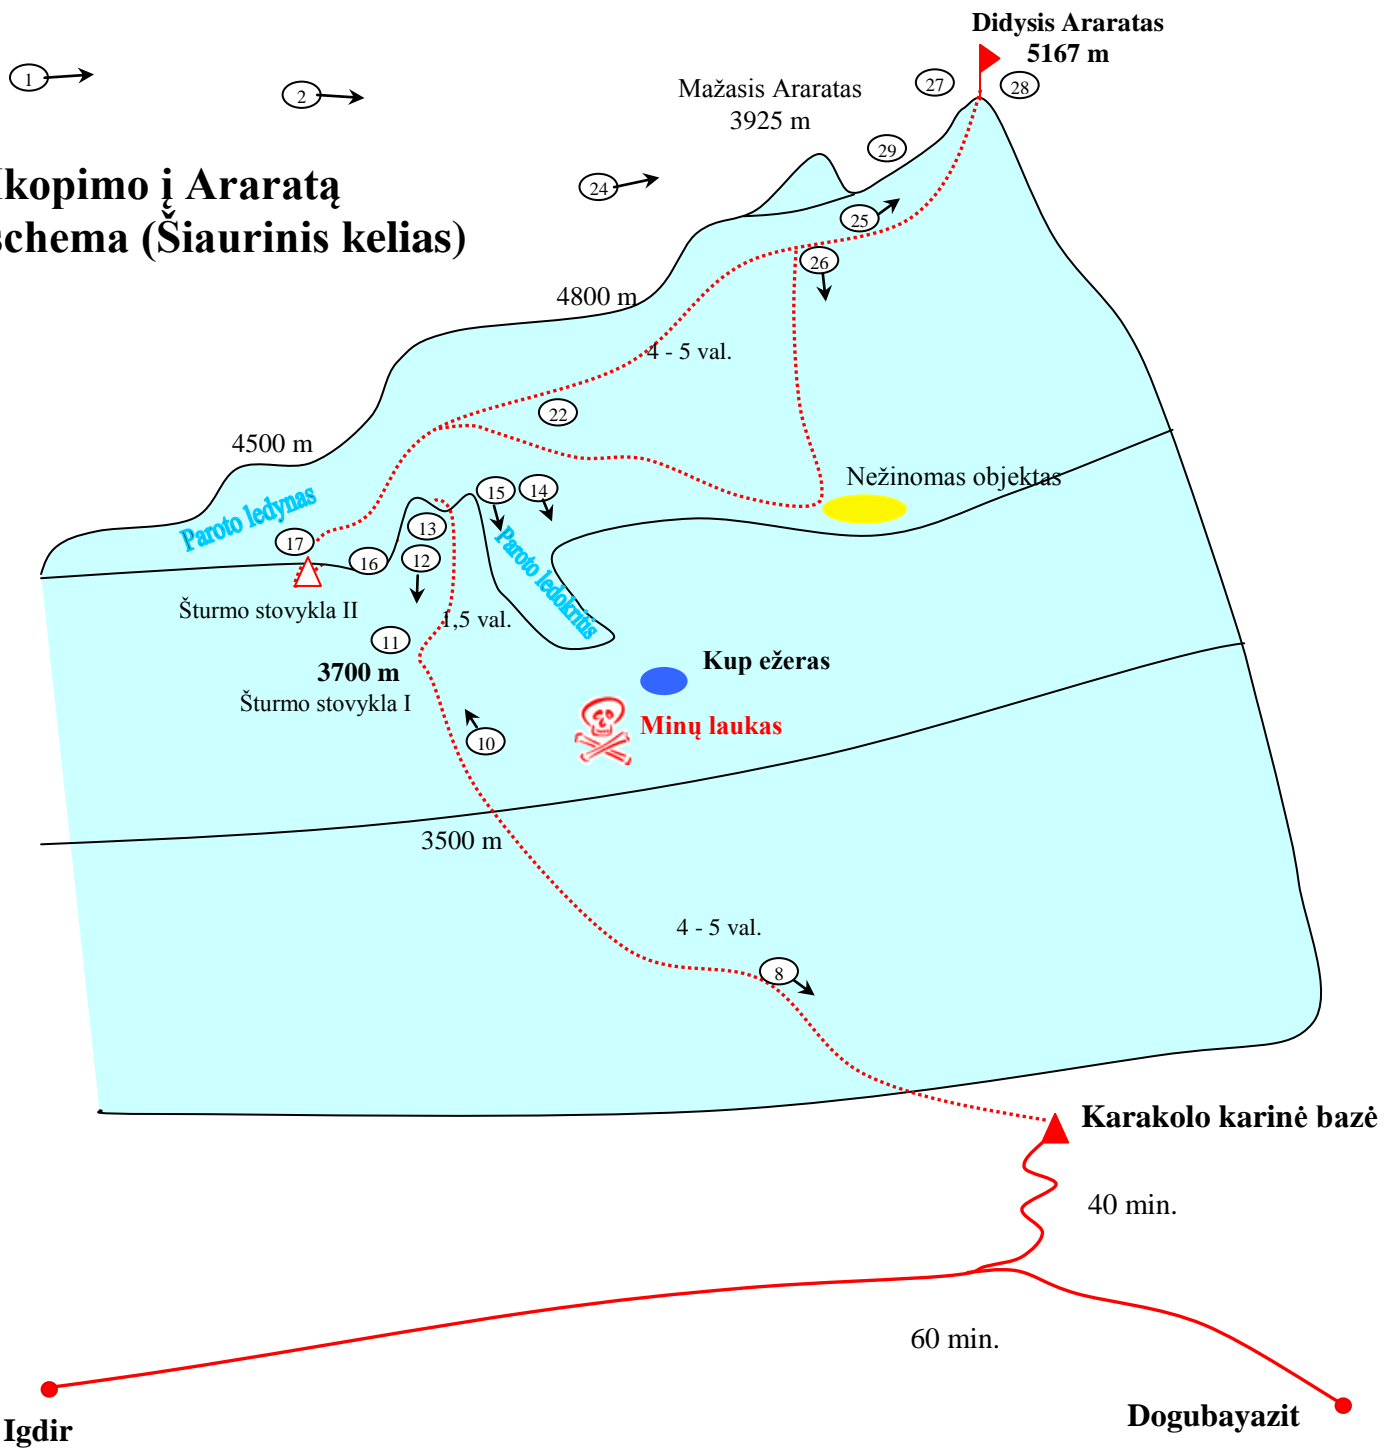 Didysis Araratas
5167 m
1
2
27
28
Mažasis Araratas
3925 m
29
24
kopimo į Araratą
schema (Šiaurinis kelias)
25
26
4800 m
4 - 5 val.
22
4500 m
Nežinomas objektas
15
14
Paroto ledynas
13
17
16
12
Paroto ledokritis
Šturmo stovykla II
1,5 val.
11
3700 m
Šturmo stovykla I
Kup ežeras
Minų laukas
10
3500 m
4 - 5 val.
8
Karakolo karinė bazė
40 min.
60 min.
Dogubayazit
Igdir